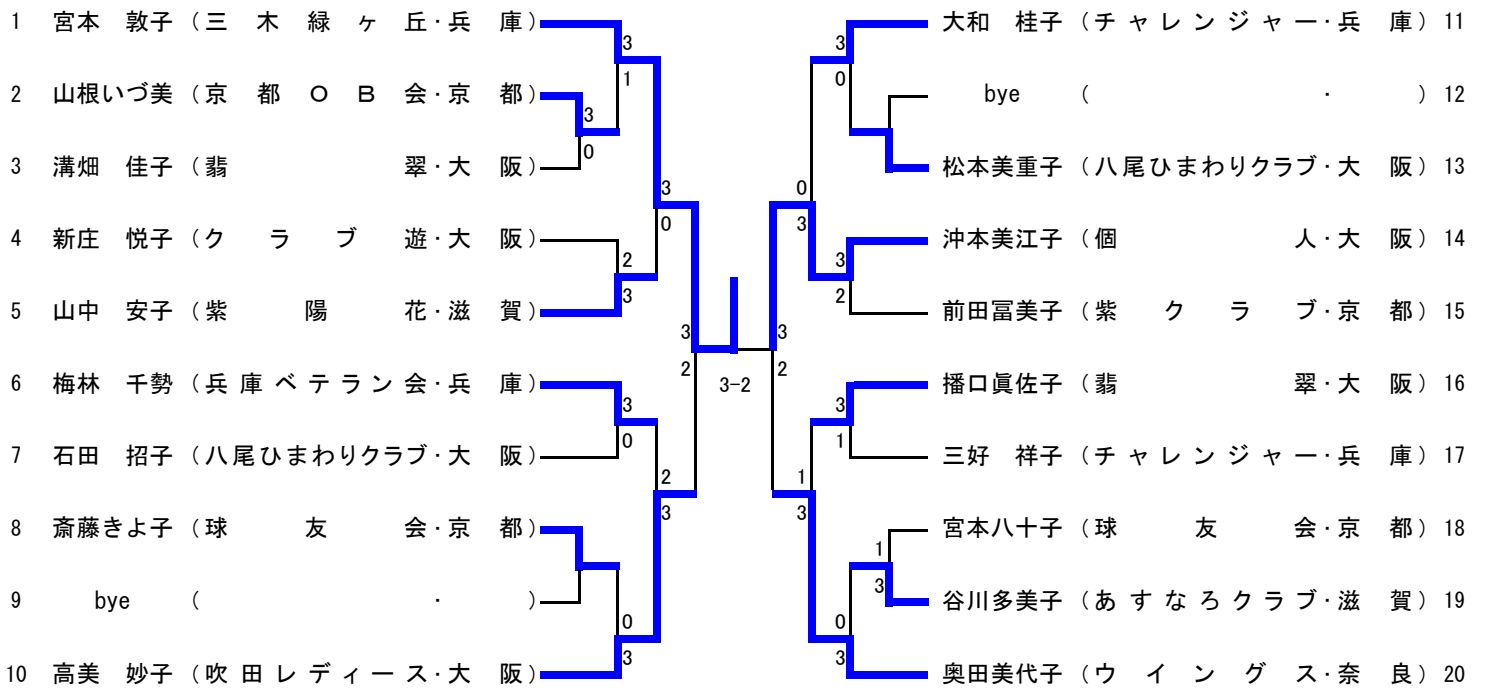 1 宮本 敦子 (三木緑ヶ丘・兵庫)
3
1
2 山根いづ美 (京都OB会・京都)
3
0
3 溝畑 佳子 (翡翠・大阪)
3
0
4 新庄 悦子 (クラブ遊・大阪)
2
3
5 山中 安子 (紫陽花・滋賀)
3
2
6 梅林 千勢 (兵庫ベテラン会・兵庫)
3
0
7 石田 招子 (八尾ひまわりクラブ・大阪)
2
3
8 斎藤きよ子 (球友会・京都)
9 bye ( ・ )
0
3
10 高美 妙子 (吹田レディース・大阪)
3-2
大和 桂子 (チャレンジャー・兵庫) 11
3
0
bye ( ・ ) 12
松本美重子 (八尾ひまわりクラブ・大阪) 13
0
3
沖本美江子 (個人・大阪) 14
3
2
前田冨美子 (紫クラブ・京都) 15
3
2
播口眞佐子 (翡翠・大阪) 16
3
1
三好 祥子 (チャレンジャー・兵庫) 17
1
3
宮本八十子 (球友会・京都) 18
1
3
谷川多美子 (あすなろクラブ・滋賀) 19
0
3
奥田美代子 (ウイングス・奈良) 20